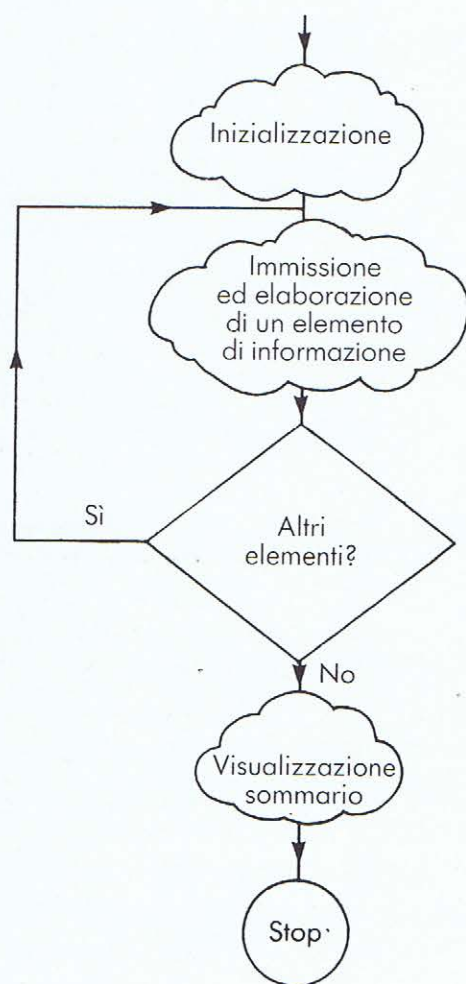 Inizializzazione
Immissione
ed elaborazione
di un elemento
di informazione
Sì
Altri
elementi?
No
Visualizzazione
sommario
Stop